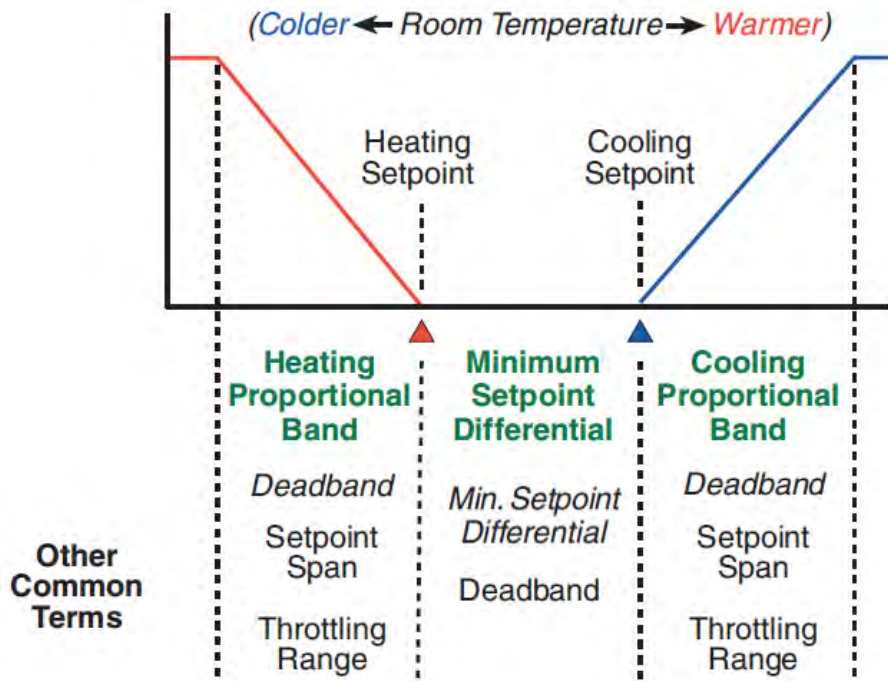 (Colder Room Temperature Warmer)
Heating
Setpoint
Cooling
Setpoint
Heating
Proportional
Band
Minimum
Setpoint
Differential
Cooling
Proportional
Band
Other
Common
Terms
Deadband
Setpoint
Span
Throttling
Range
Min. Setpoint
Differential
Deadband
Deadband
Setpoint
Span
Throttling
Range